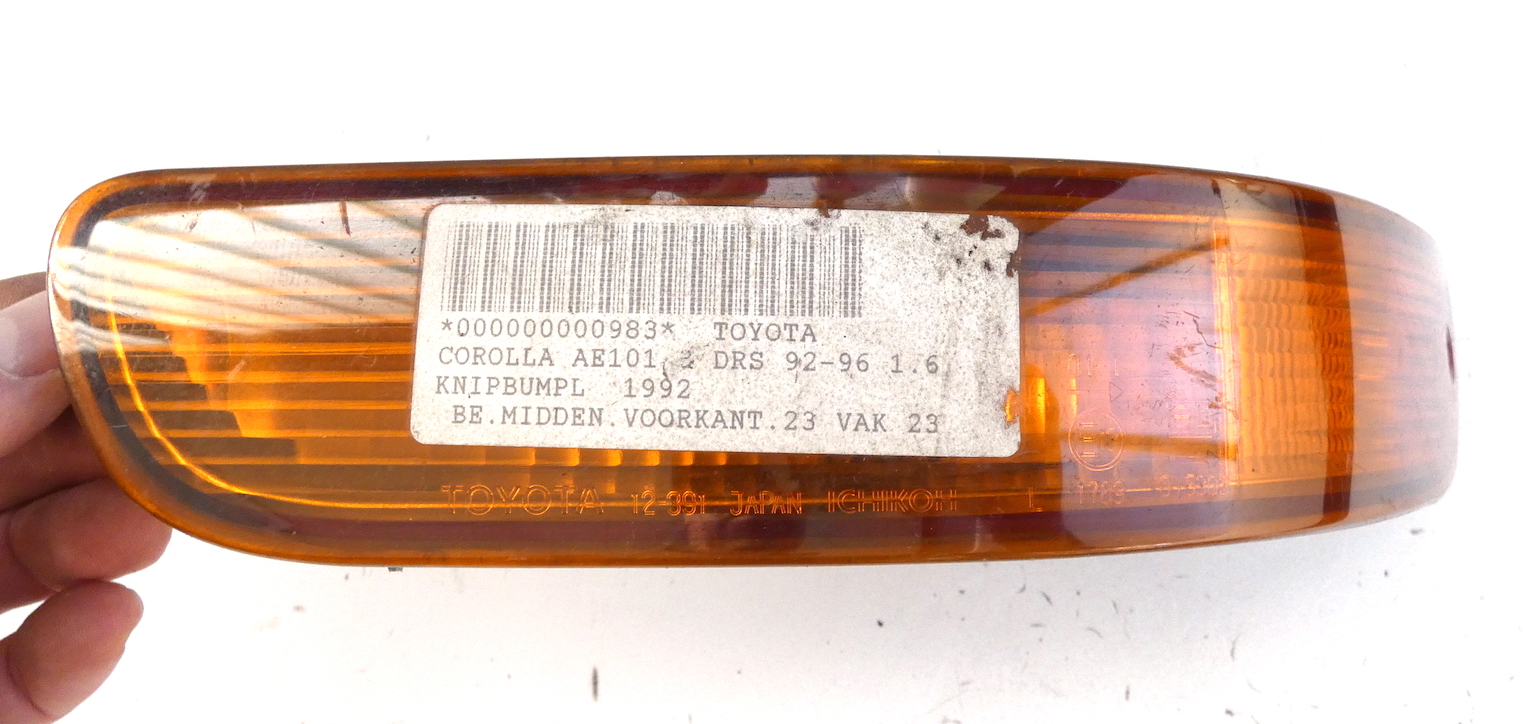 *000000000983* TOYOTA
COROLLA AE101 DRS 92-96 1.6
KNIPBUMPL 1992
BE.MIDDEN.VOORKANT.23 VAK 23
TOYOTA 12-391 JAPAN ICHIKOH L